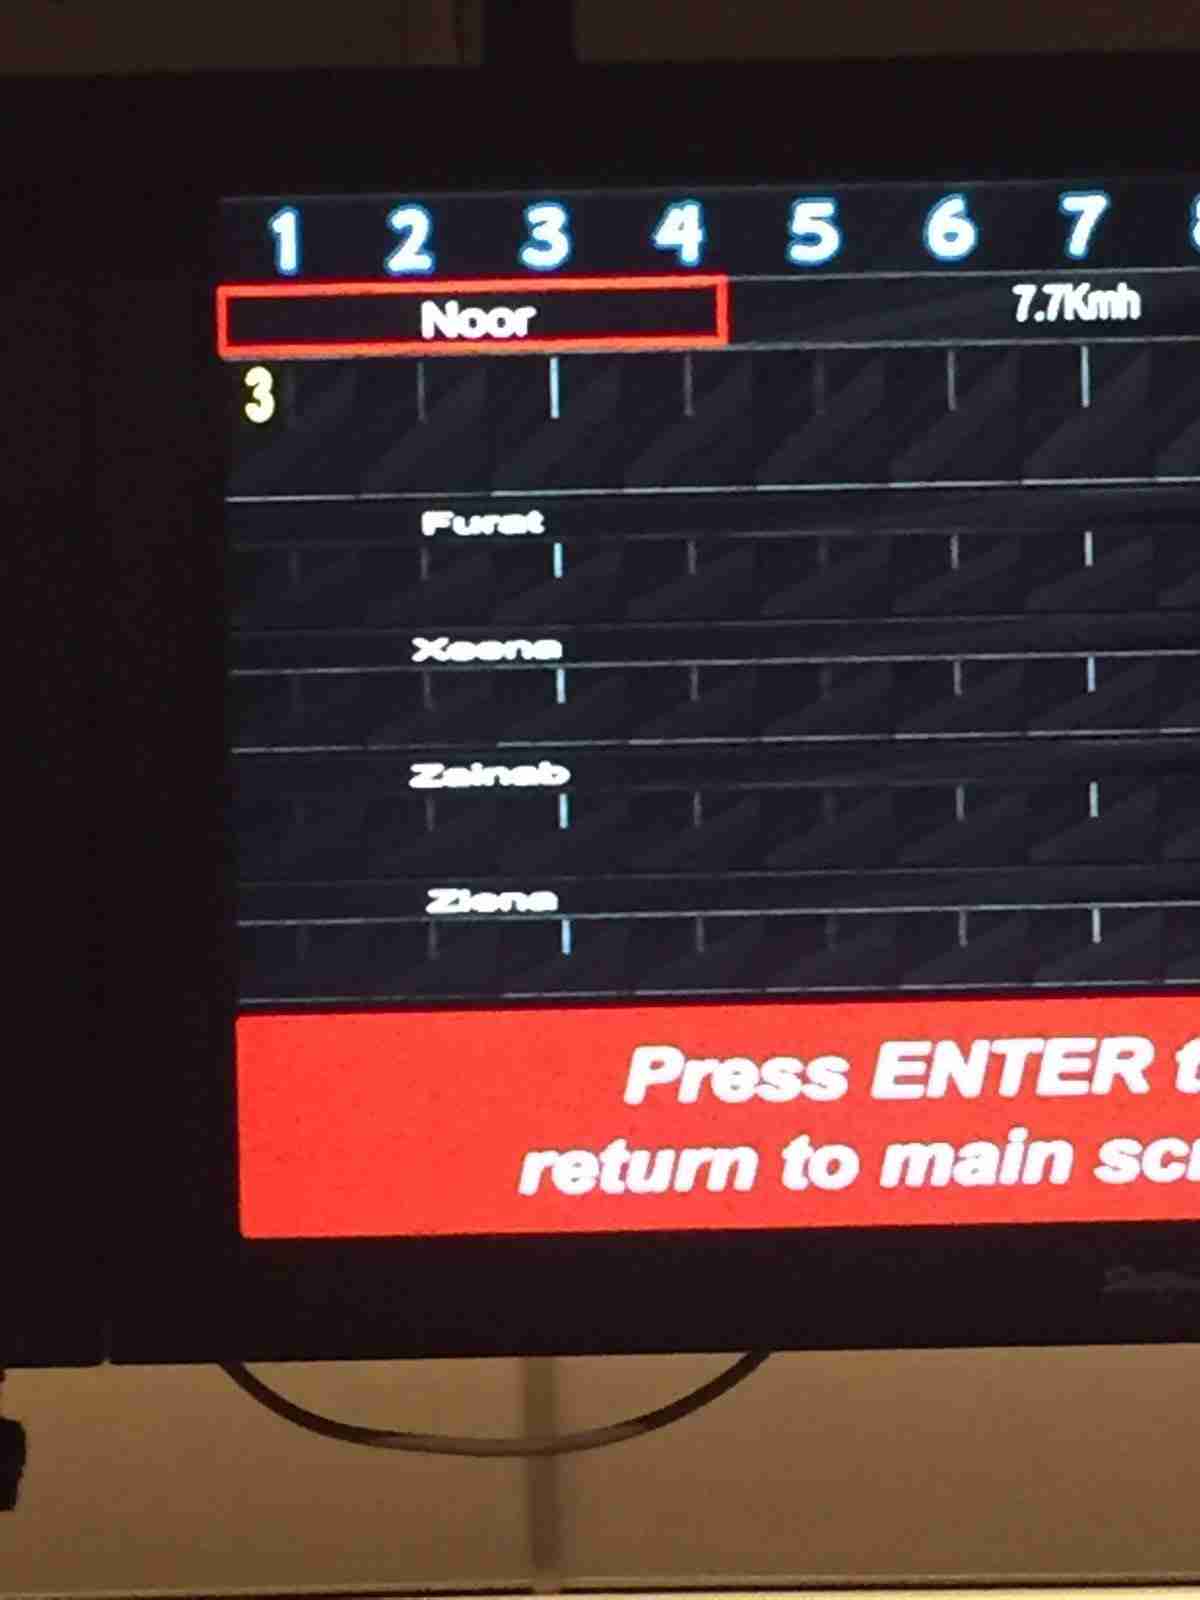 1 2 3 4 5 6 7
Noor 7.7Kmh
3
Furat
Xeena
Zainab
Ziena
Press ENTER
return to main